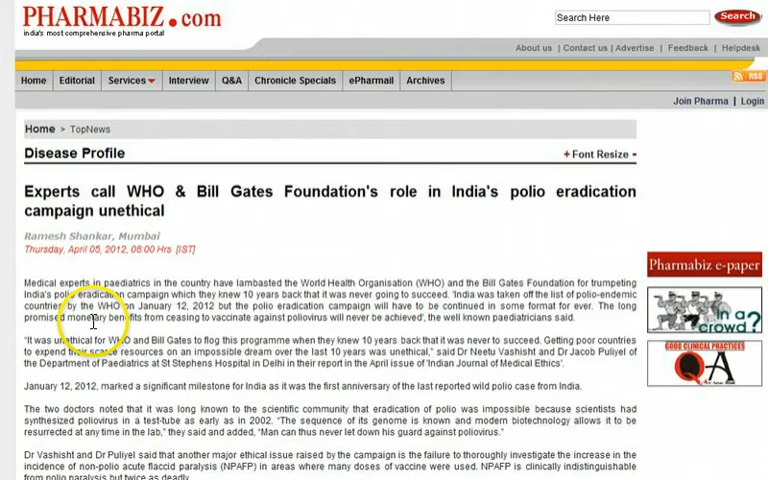 PHARMABIZ.com
india's most comprehensive pharma portal
Search Here
Search
About us | Contact us | Advertise | Feedback | Helpdesk
RSS
Home Editorial Services Interview Q&A Chronicle Specials ePharmail Archives
Join Pharma | Login
Home > TopNews
Disease Profile
+ Font Resize -
Experts call WHO & Bill Gates Foundation's role in India's polio eradication
campaign unethical
Ramesh Shankar, Mumbai
Thursday, April 05, 2012, 08:00 Hrs [IST]
Medical experts in paediatrics in the country have lambasted the World Health Organisation (WHO) and the Bill Gates Foundation for trumpeting
India's polio eradication campaign which they knew 10 years back that it was never going to succeed. 'India was taken off the list of polio-endemic
countries by the WHO on January 12, 2012 but the polio eradication campaign will have to be continued in some format for ever. The long
promised monetary benefits from ceasing to vaccinate against poliovirus will never be achieved', the well known paediatricians said.
"It was unethical for WHO and Bill Gates to flog this programme when they knew 10 years back that it was never to succeed. Getting poor countries
to expend their scarce resources on an impossible dream over the last 10 years was unethical," said Dr Neetu Vashisht and Dr Jacob Puliyel of
the Department of Paediatrics at St Stephens Hospital in Delhi in their report in the April issue of 'Indian Journal of Medical Ethics'.
January 12, 2012, marked a significant milestone for India as it was the first anniversary of the last reported wild polio case from India.
The two doctors noted that it was long known to the scientific community that eradication of polio was impossible because scientists had
synthesized poliovirus in a test-tube as early as in 2002. "The sequence of its genome is known and modern biotechnology allows it to be
resurrected at any time in the lab," they said and added, "Man can thus never let down his guard against poliovirus."
Dr Vashisht and Dr Puliyel said that another major ethical issue raised by the campaign is the failure to thoroughly investigate the increase in the
incidence of non-polio acute flaccid paralysis (NPAFP) in areas where many doses of vaccine were used. NPAFP is clinically indistinguishable
from polio paralysis but twice as deadly.
Pharmabiz e-paper
in a
crowd?
GOOD CLINICAL PRACTICES
Q A